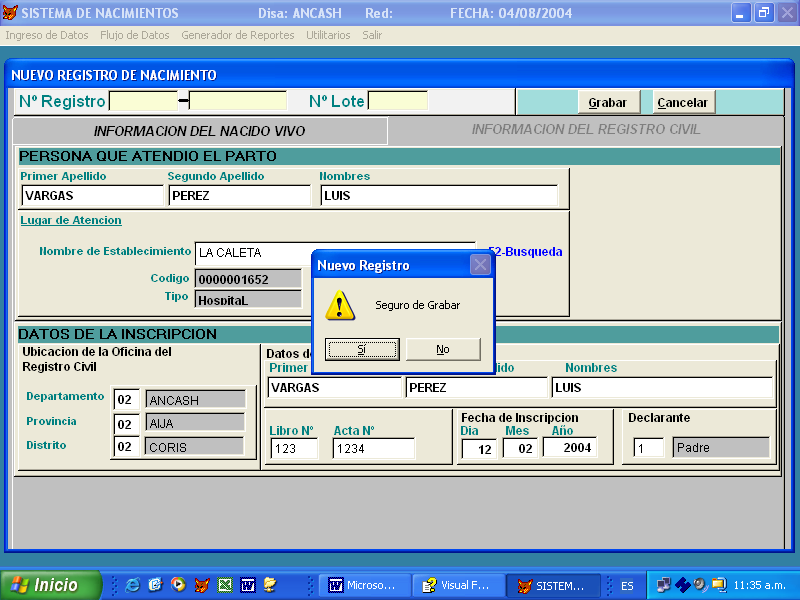 SISTEMA DE NACIMIENTOS Disa: ANCASH Red: FECHA: 04/08/2004
Ingreso de Datos Flujo de Datos Generador de Reportes Utilitarios Salir
NUEVO REGISTRO DE NACIMIENTO
Nº Registro - Nº Lote Grabar Cancelar
INFORMACION DEL NACIDO VIVO INFORMACION DEL REGISTRO CIVIL
PERSONA QUE ATENDIO EL PARTO
Primer Apellido Segundo Apellido Nombres
VARGAS PEREZ LUIS
Lugar de Atencion
Nombre de Establecimiento LA CALETA F2-Busqueda
Codigo 0000001652
Tipo HospitaL
Nuevo Registro
Seguro de Grabar
Sí No
DATOS DE LA INSCRIPCION
Ubicacion de la Oficina del
Registro Civil
Departamento 02 ANCASH
Provincia 02 AIJA
Distrito 02 CORIS
Datos de
Primer ido Nombres
VARGAS PEREZ LUIS
Libro Nº Acta Nº
123 1234
Fecha de Inscripcion
Dia Mes Año
12 02 2004
Declarante
1 Padre
Inicio Microso... Visual F... SISTEM... ES 11:35 a.m.